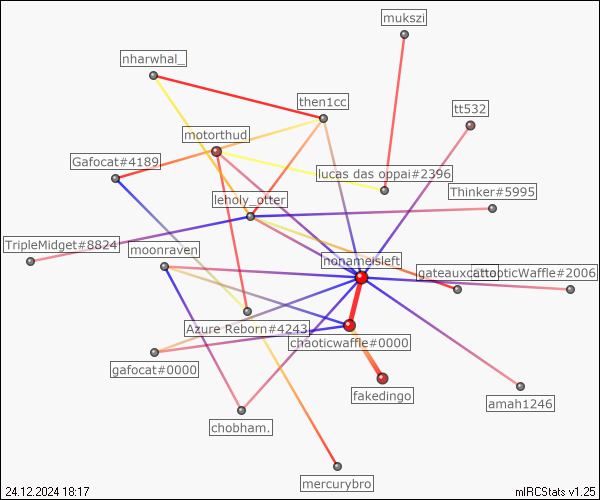 mukszi
nharwhal_
then1cc
tt532
motorthud
Gafocat#4189
lucas das oppai#2396
Thinker#5995
leholy_otter
TripleMidget#8824
moonraven
nonameisleft
gateauxcatto
ChaopticWaffle#2006
Azure Reborn#4243
chaoticwaffle#0000
gafocat#0000
fakedingo
amah1246
chobham.
mercurybro
24.12.2024 18:17
mIRCStats v1.25